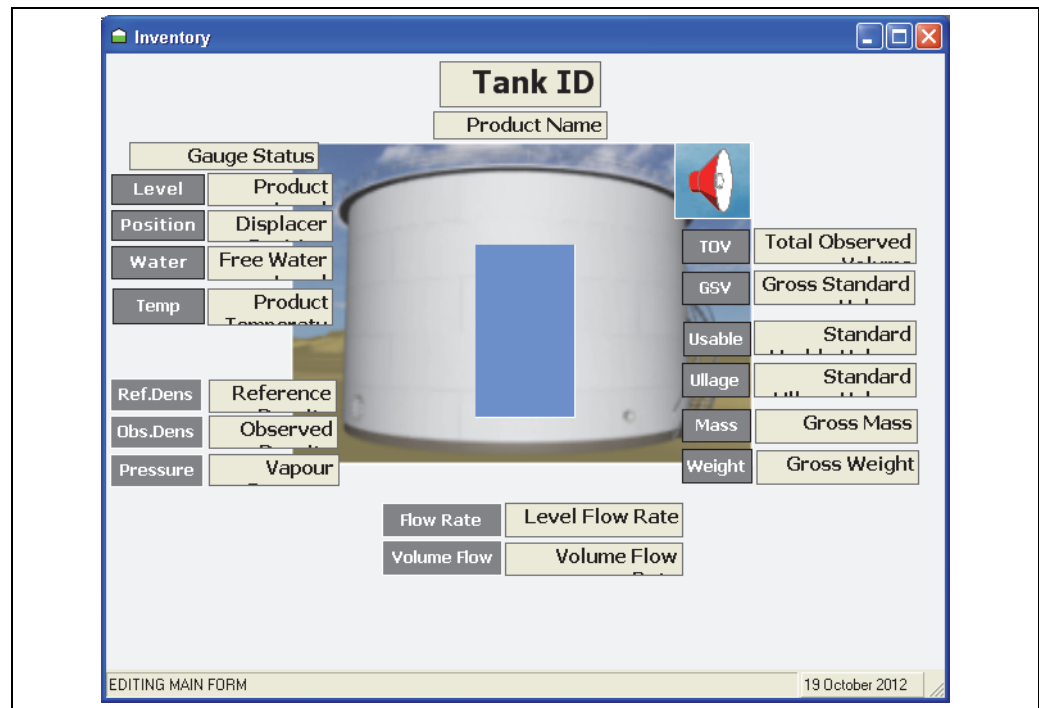 Inventory
Tank ID
Product Name
Gauge Status
Level Product
Position Displacer
Water Free Water
Temp Product
Temperatu
TOV Total Observed
Volume
GSV Gross Standard
Usable Standard
Ullage Standard
Ref.Dens Reference
Obs.Dens Observed
Pressure Vapour
Mass Gross Mass
Weight Gross Weight
Flow Rate Level Flow Rate
Volume Flow Volume Flow
EDITING MAIN FORM
19 October 2012